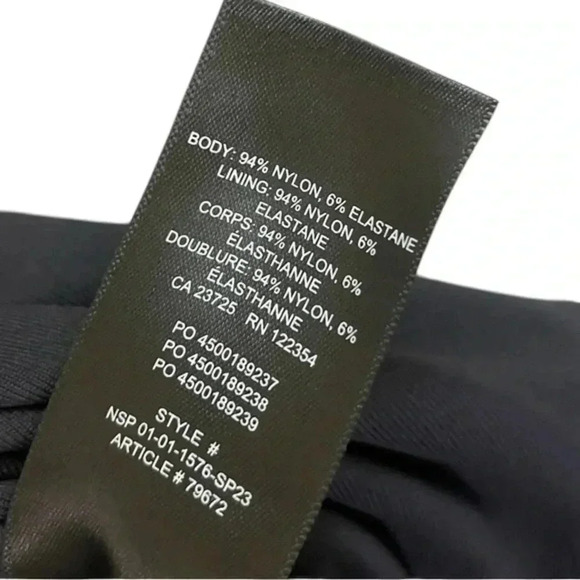 BODY: 94% NYLON, 6% ELASTANE
LINING: 94% NYLON, 6%
ELASTANE
CORPS: 94% NYLON, 6%
ELASTHANNE
DOUBLURE: 94% NYLON, 6%
ÉLASTHANNE
CA 23725 RN 122354
PO 4500189237
PO 4500189238
PO 4500189239
STYLE #
NSP 01-01-1576-SP23
ARTICLE # 79672